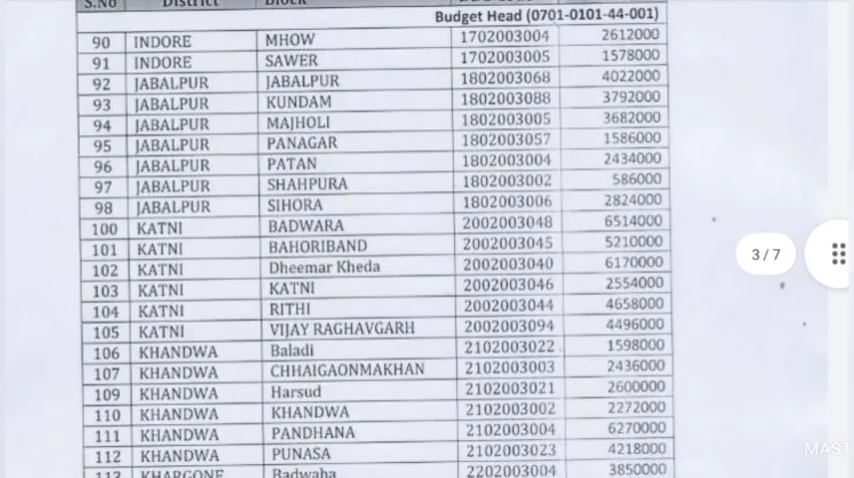 S.No District Block
Budget Head (0701-0101-44-001)
90 INDORE MHOW 1702003004 2612000
91 INDORE SAWER 1702003005 1578000
92 JABALPUR JABALPUR 1802003068 4022000
93 JABALPUR KUNDAM 1802003088 3792000
94 JABALPUR MAJHOLI 1802003005 3682000
95 JABALPUR PANAGAR 1802003057 1586000
96 JABALPUR PATAN 1802003004 2434000
97 JABALPUR SHAHPURA 1802003002 586000
98 JABALPUR SIHORA 1802003006 2824000
100 KATNI BADWARA 2002003048 6514000
101 KATNI BAHORIBAND 2002003045 5210000
102 KATNI Dheemar Kheda 2002003040 6170000
103 KATNI KATNI 2002003046 2554000
104 KATNI RITHI 2002003044 4658000
105 KATNI VIJAY RAGHAVGARH 2002003094 4496000
106 KHANDWA Baladi 2102003022 1598000
107 KHANDWA CHHAIGAONMAKHAN 2102003003 2436000
109 KHANDWA Harsud 2102003021 2600000
110 KHANDWA KHANDWA 2102003002 2272000
111 KHANDWA PANDHANA 2102003004 6270000
112 KHANDWA PUNASA 2102003023 4218000
113 KHARGONE Badwaha 2202003004 3850000
3 / 7
MAST